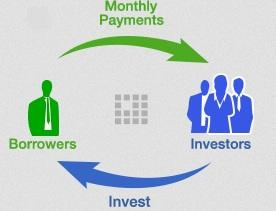 Monthly
Payments
Borrowers
Investors
Invest